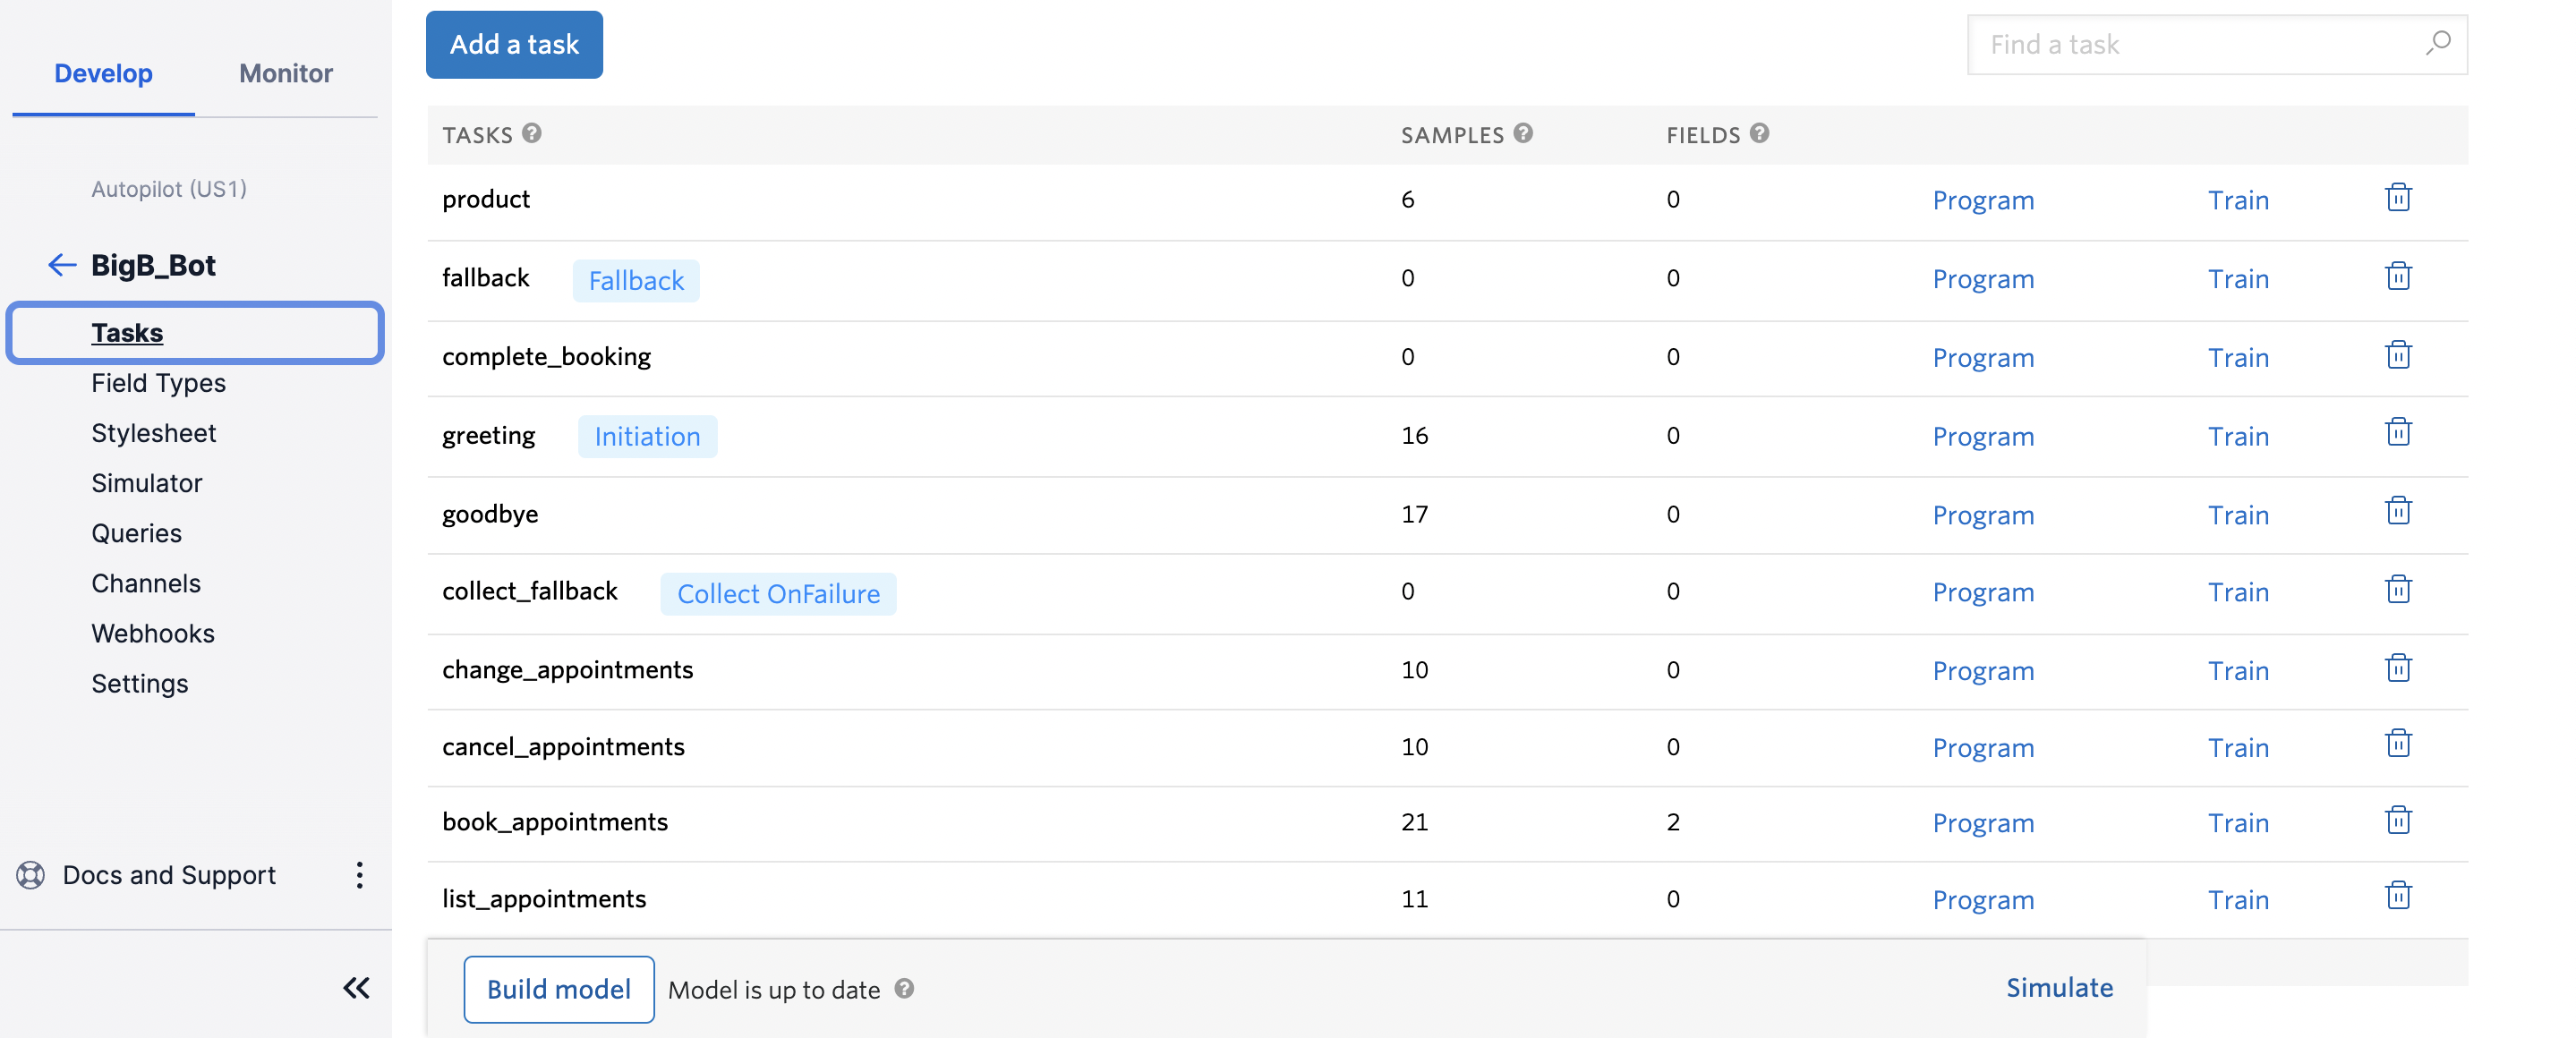 Develop Monitor
Autopilot (US1)
BigB_Bot
Tasks
Field Types
Stylesheet
Simulator
Queries
Channels
Webhooks
Settings
Docs and Support
Add a task
Find a task
TASKS ? SAMPLES ? FIELDS ?
product 6 0 Program Train
fallback Fallback 0 0 Program Train
complete_booking 0 0 Program Train
greeting Initiation 16 0 Program Train
goodbye 17 0 Program Train
collect_fallback Collect OnFailure 0 0 Program Train
change_appointments 10 0 Program Train
cancel_appointments 10 0 Program Train
book_appointments 21 2 Program Train
list_appointments 11 0 Program Train
Build model Model is up to date ? Simulate